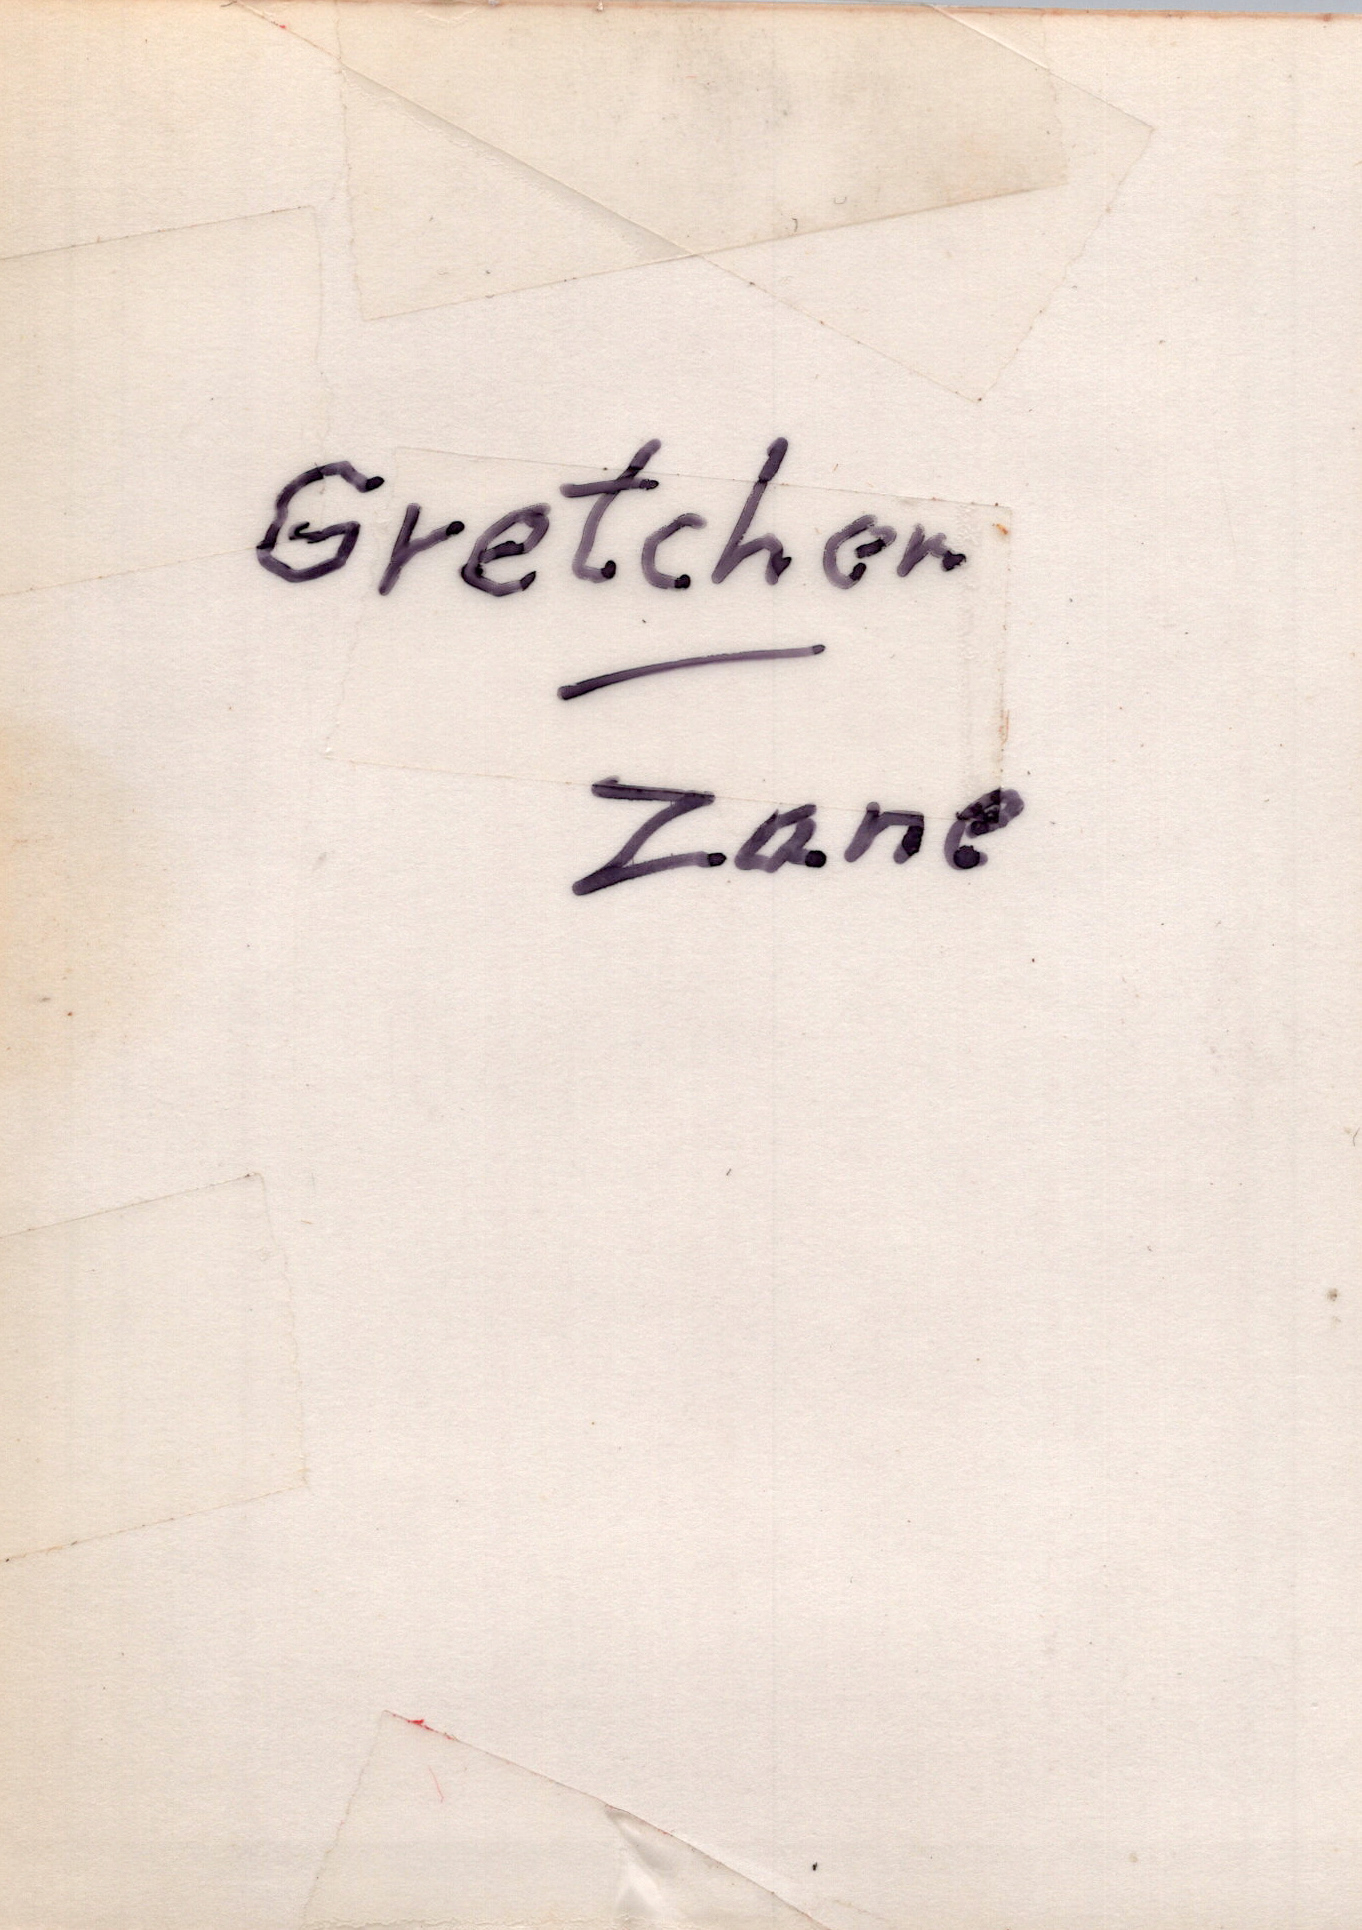 Gretchen
—
Zane